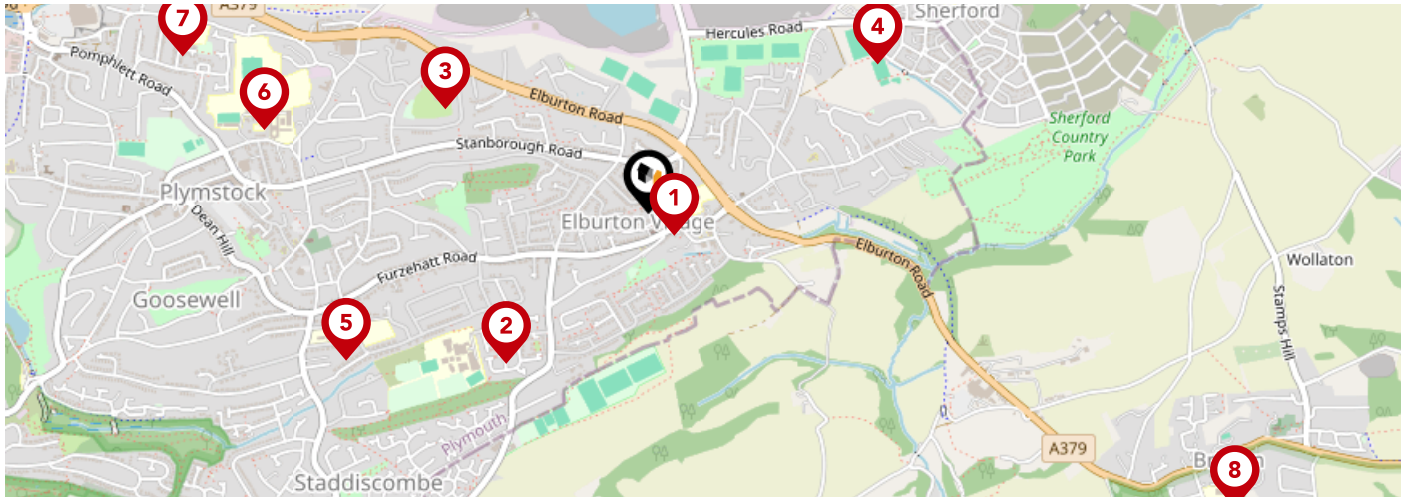 A379
7
Pomphlett Road
6
3
Elburton Road
Hercules Road
4
Sherford
Sherford
Country
Park
Stanborough Road
Plymstock
Dean Hill
1
Elburton
Furzehatt Road
Elburton Road
Wollaton
Stamps Hill
Goosewell
5
2
Plymouth
Staddiscombe
A379
8